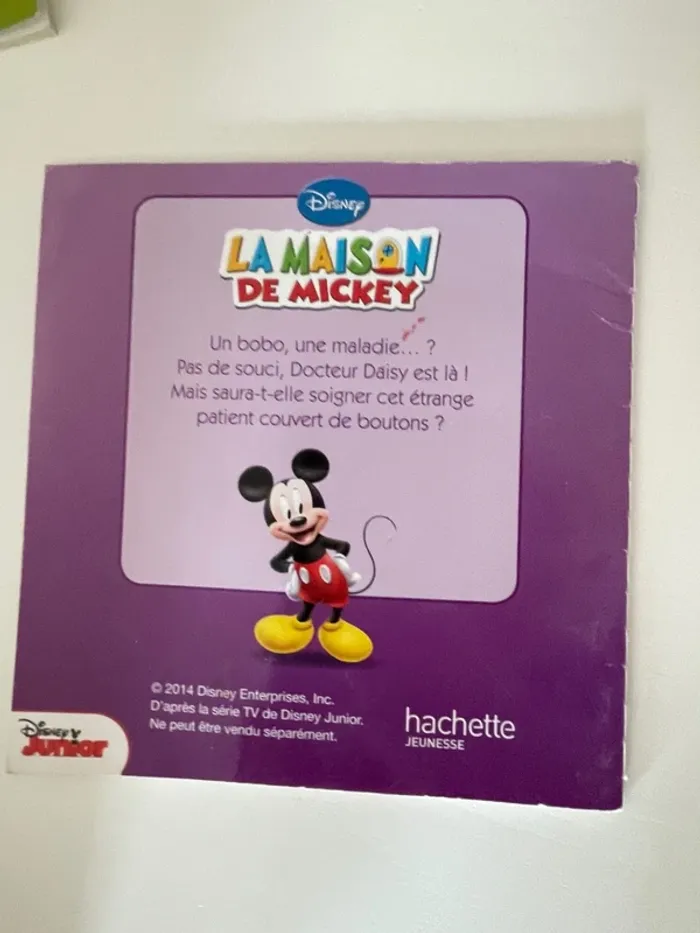 Disney
LA MAISON
DE MICKEY
Un bobo, une maladie... ?
Pas de souci, Docteur Daisy est là !
Mais saura-t-elle soigner cet étrange
patient couvert de boutons ?
© 2014 Disney Enterprises, Inc.
D'après la série TV de Disney Junior.
Ne peut être vendu séparément.
hachette
JEUNESSE
Disney
Junior